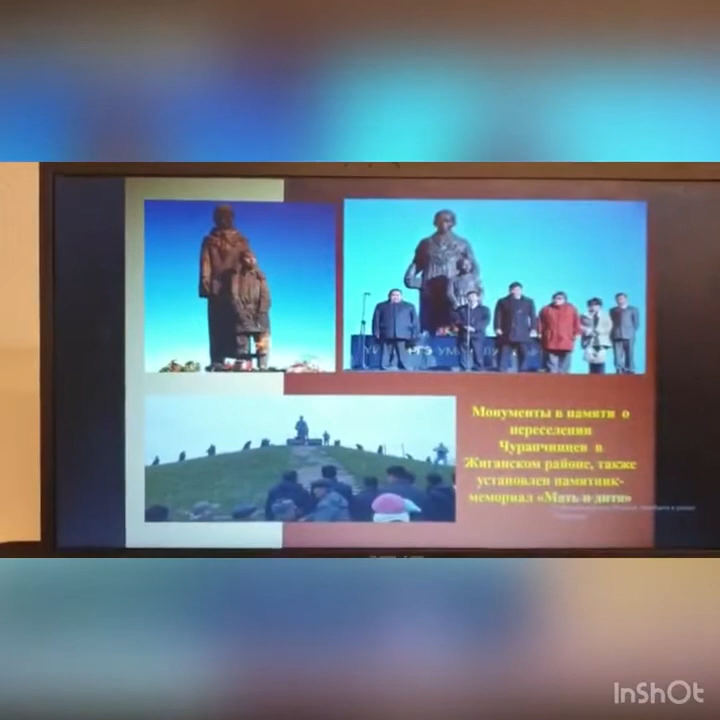 Монументы в памяти о
переселении
Чурапчинцев в
Жиганском районе, также
установлен памятник-
мемориал «Мать и дитя»
InShOt